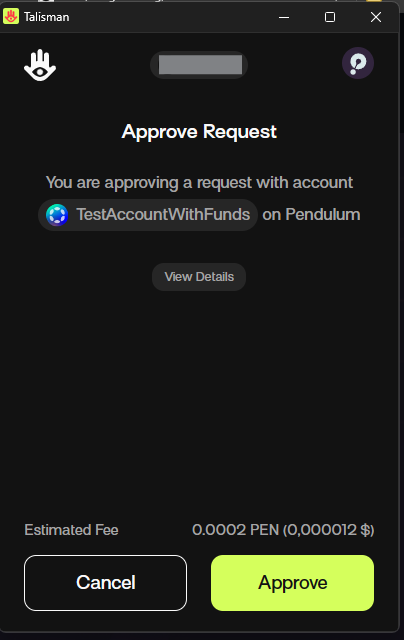 Talisman
Approve Request
You are approving a request with account
TestAccountWithFunds on Pendulum
View Details
Estimated Fee 0.0002 PEN (0,000012 $)
Cancel Approve